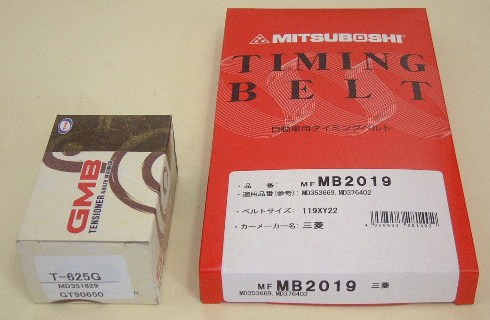 MITSUBOSHI
TIMING
BELT
自動車用タイミングベルト
・品 番: MF MB2019
・適用品番(参考): MD353669, MD376402
・ベルトサイズ: 119XY22
・カーメーカー名: 三菱
MF MB2019 三菱
MD353669, MD376402
GMB
TENSIONER
T-625G
MD351829
GT90650